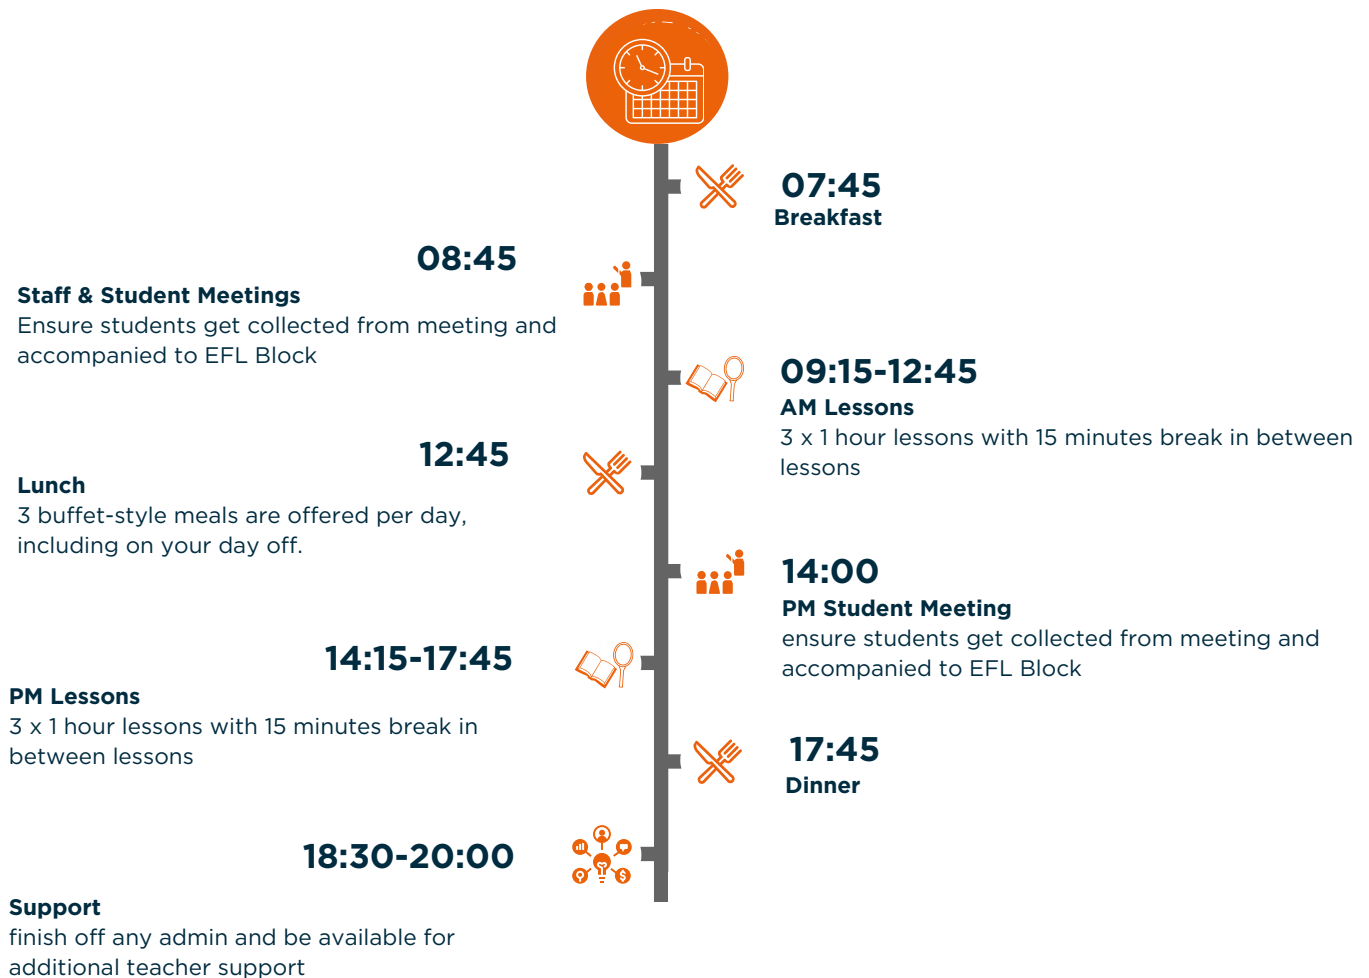 07:45
Breakfast
08:45
Staff & Student Meetings
Ensure students get collected from meeting and
accompanied to EFL Block
09:15-12:45
AM Lessons
3 x 1 hour lessons with 15 minutes break in between
lessons
12:45
Lunch
3 buffet-style meals are offered per day,
including on your day off.
14:00
PM Student Meeting
ensure students get collected from meeting and
accompanied to EFL Block
14:15-17:45
PM Lessons
3 x 1 hour lessons with 15 minutes break in
between lessons
17:45
Dinner
18:30-20:00
Support
finish off any admin and be available for
additional teacher support